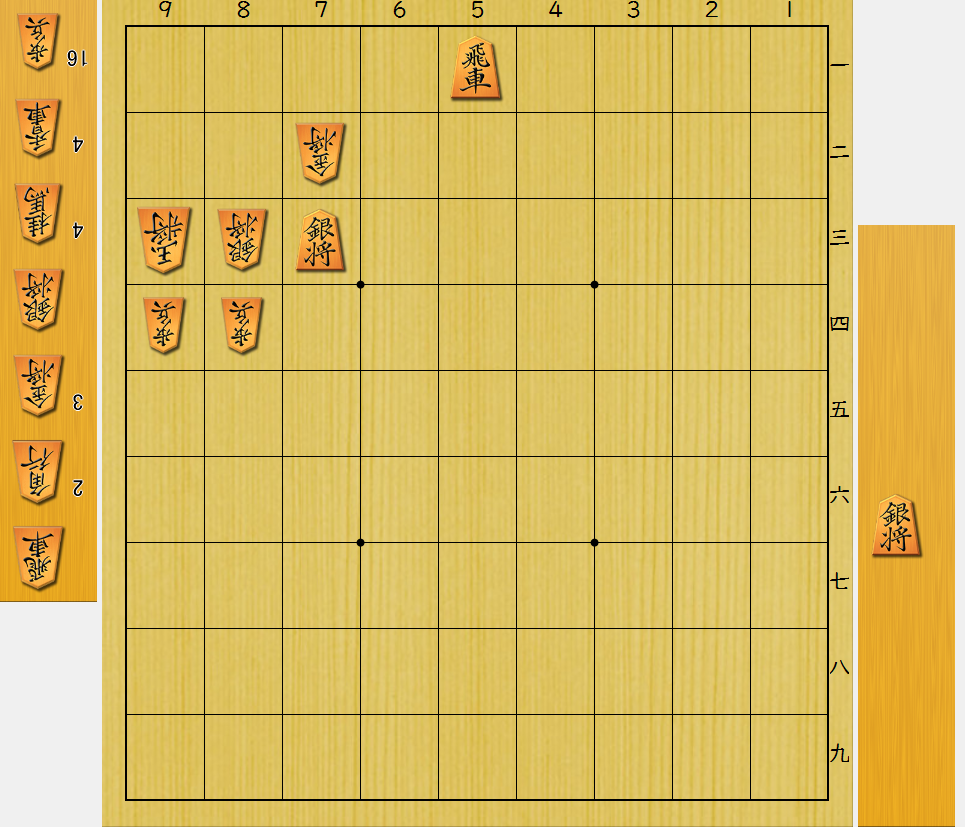 9 8 7 6 5 4 3 2 1
一
二
三
四
五
六
七
八
九
飛車
金将
玉将 銀将 銀将
歩兵 歩兵
歩兵 16
香車 4
桂馬 4
銀将
金将 3
角行 2
飛車
銀将